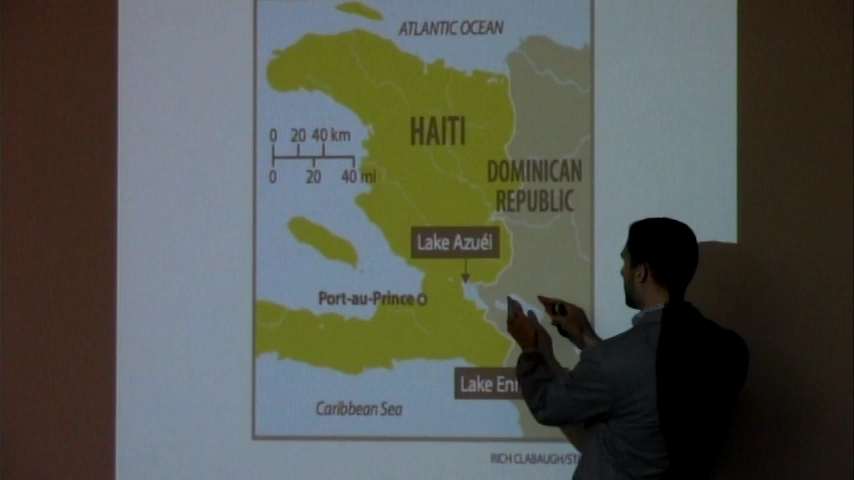 ATLANTIC OCEAN
HAITI
0 20 40 km
0 20 40 mi
DOMINICAN
REPUBLIC
Lake Azuéi
Port-au-Prince
Lake
Caribbean Sea
RICH CLABAUGH